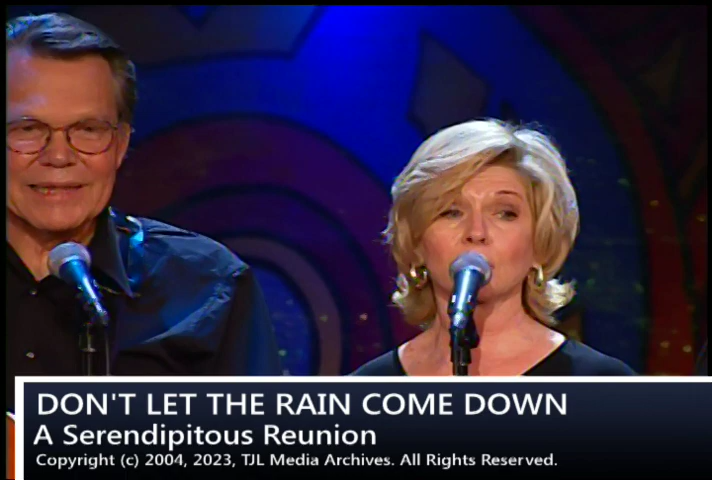 DON'T LET THE RAIN COME DOWN
A Serendipitous Reunion
Copyright (c) 2004, 2023, TJL Media Archives. All Rights Reserved.